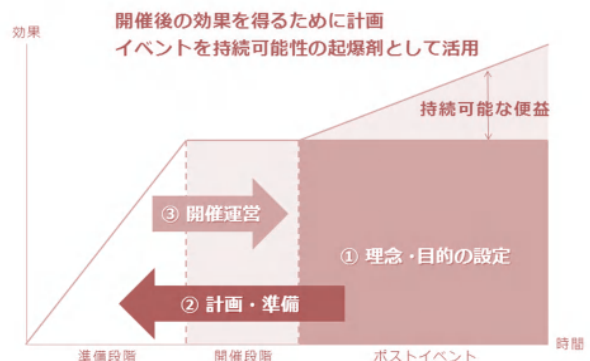 開催後の効果を得るために計画
イベントを持続可能性の起爆剤として活用
効果
持続可能な便益
③ 開催運営
① 理念・目的の設定
② 計画・準備
時間
準備段階
開催段階
ポストイベント